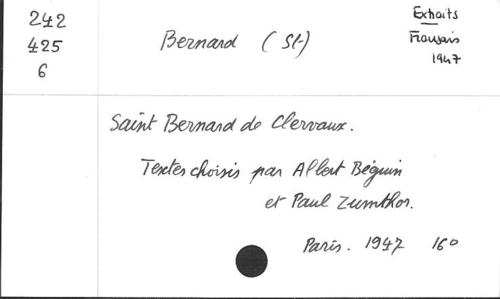 242
425
6
Bernard (St)
Extraits
Français
1947
Saint Bernard de Clervaux.
Textes choisis par Albert Béguin
et Paul Zumthor.
Paris. 1947 16o